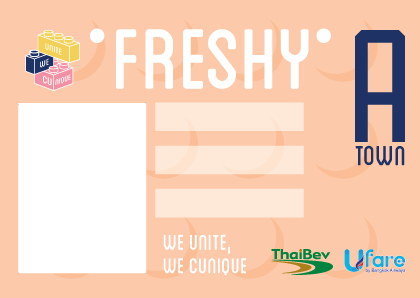 UNITE
WE
CU NIQUE
FRESHY
A
TOWN
WE UNITE,
WE CUNIQUE
ThaiBev
Ufare
by Bangkok Airways